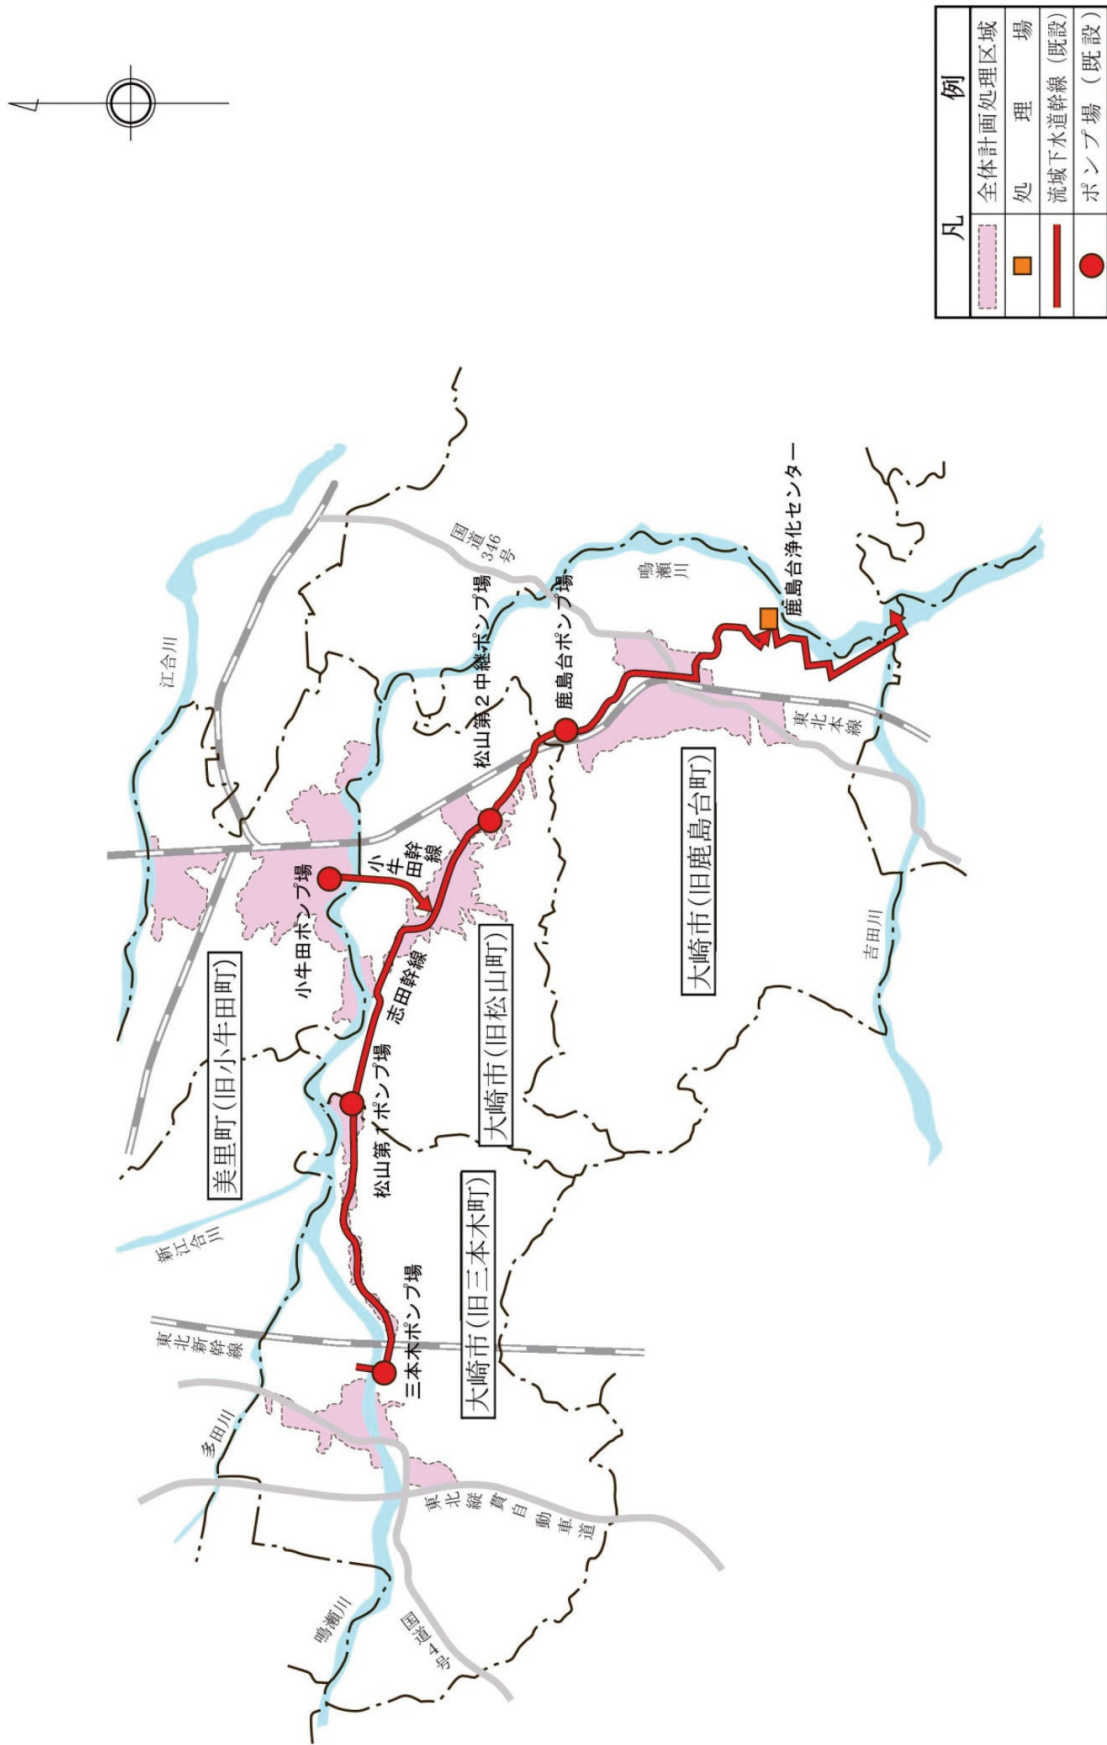 凡例
全体計画処理区域
処理場
流域下水道幹線(既設)
ポンプ場(既設)
江合川
国道346号
鳴瀬川
鹿島台浄化センター
松山第2中継ポンプ場
鹿島台ポンプ場
東北本線
小牛田幹線
小牛田ポンプ場
志田幹線
美里町(旧小牛田町)
松山第1ポンプ場
大崎市(旧松山町)
大崎市(旧鹿島台町)
吉田川
新江合川
三本木ポンプ場
大崎市(旧三本木町)
東北新幹線
多田川
東北縦貫自動車道
鳴瀬川
国道4号